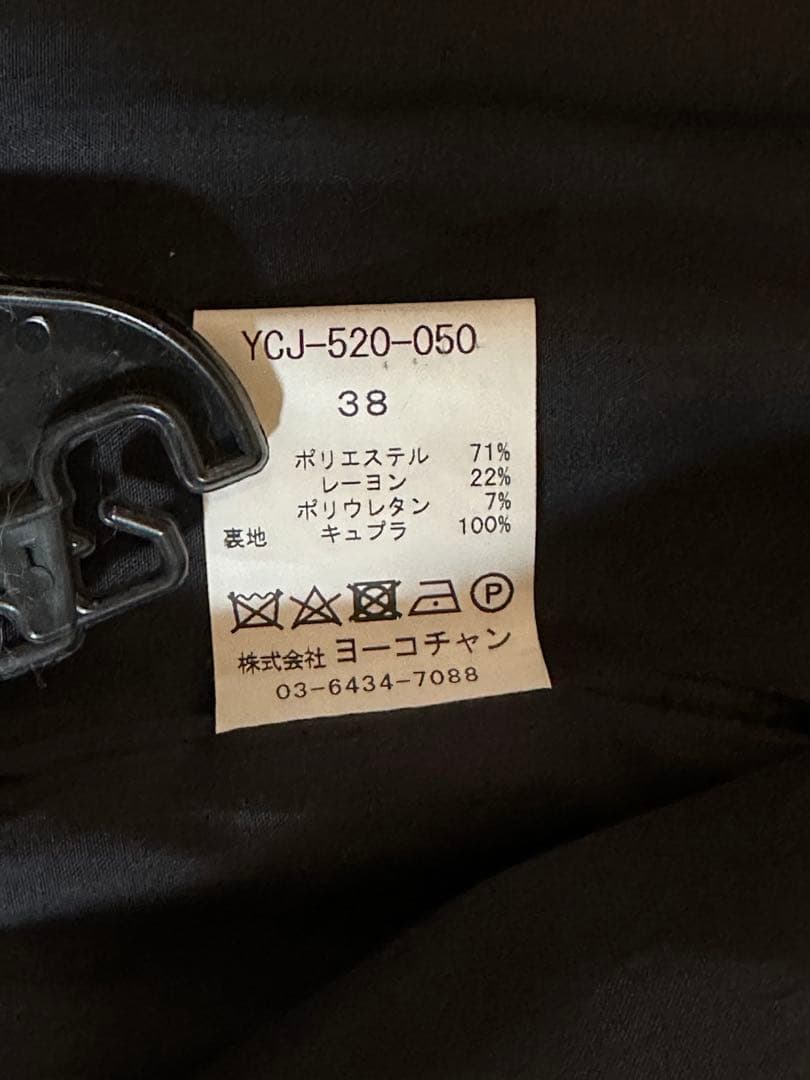 YCJ-520-050
38
ポリエステル 71%
レーヨン 22%
ポリウレタン 7%
裏地 キュプラ 100%
P
株式会社 ヨーコチャン
03-6434-7088